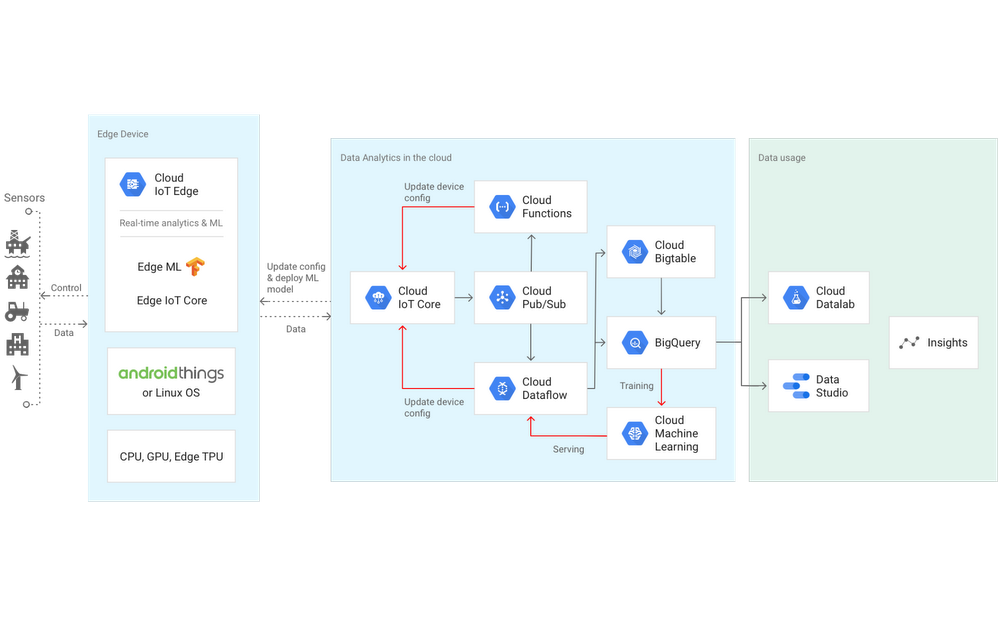 Sensors
Control
Data
Edge Device
Cloud
IoT Edge
Real-time analytics & ML
Edge ML
Edge IoT Core
androidthings
or Linux OS
CPU, GPU, Edge TPU
Update config
& deploy ML
model
Data
Data Analytics in the cloud
Update device
config
Cloud
Functions
Cloud
IoT Core
Cloud
Pub/Sub
Update device
config
Cloud
Dataflow
Cloud
Bigtable
BigQuery
Training
Cloud
Machine
Learning
Serving
Data usage
Cloud
Datalab
Data
Studio
Insights